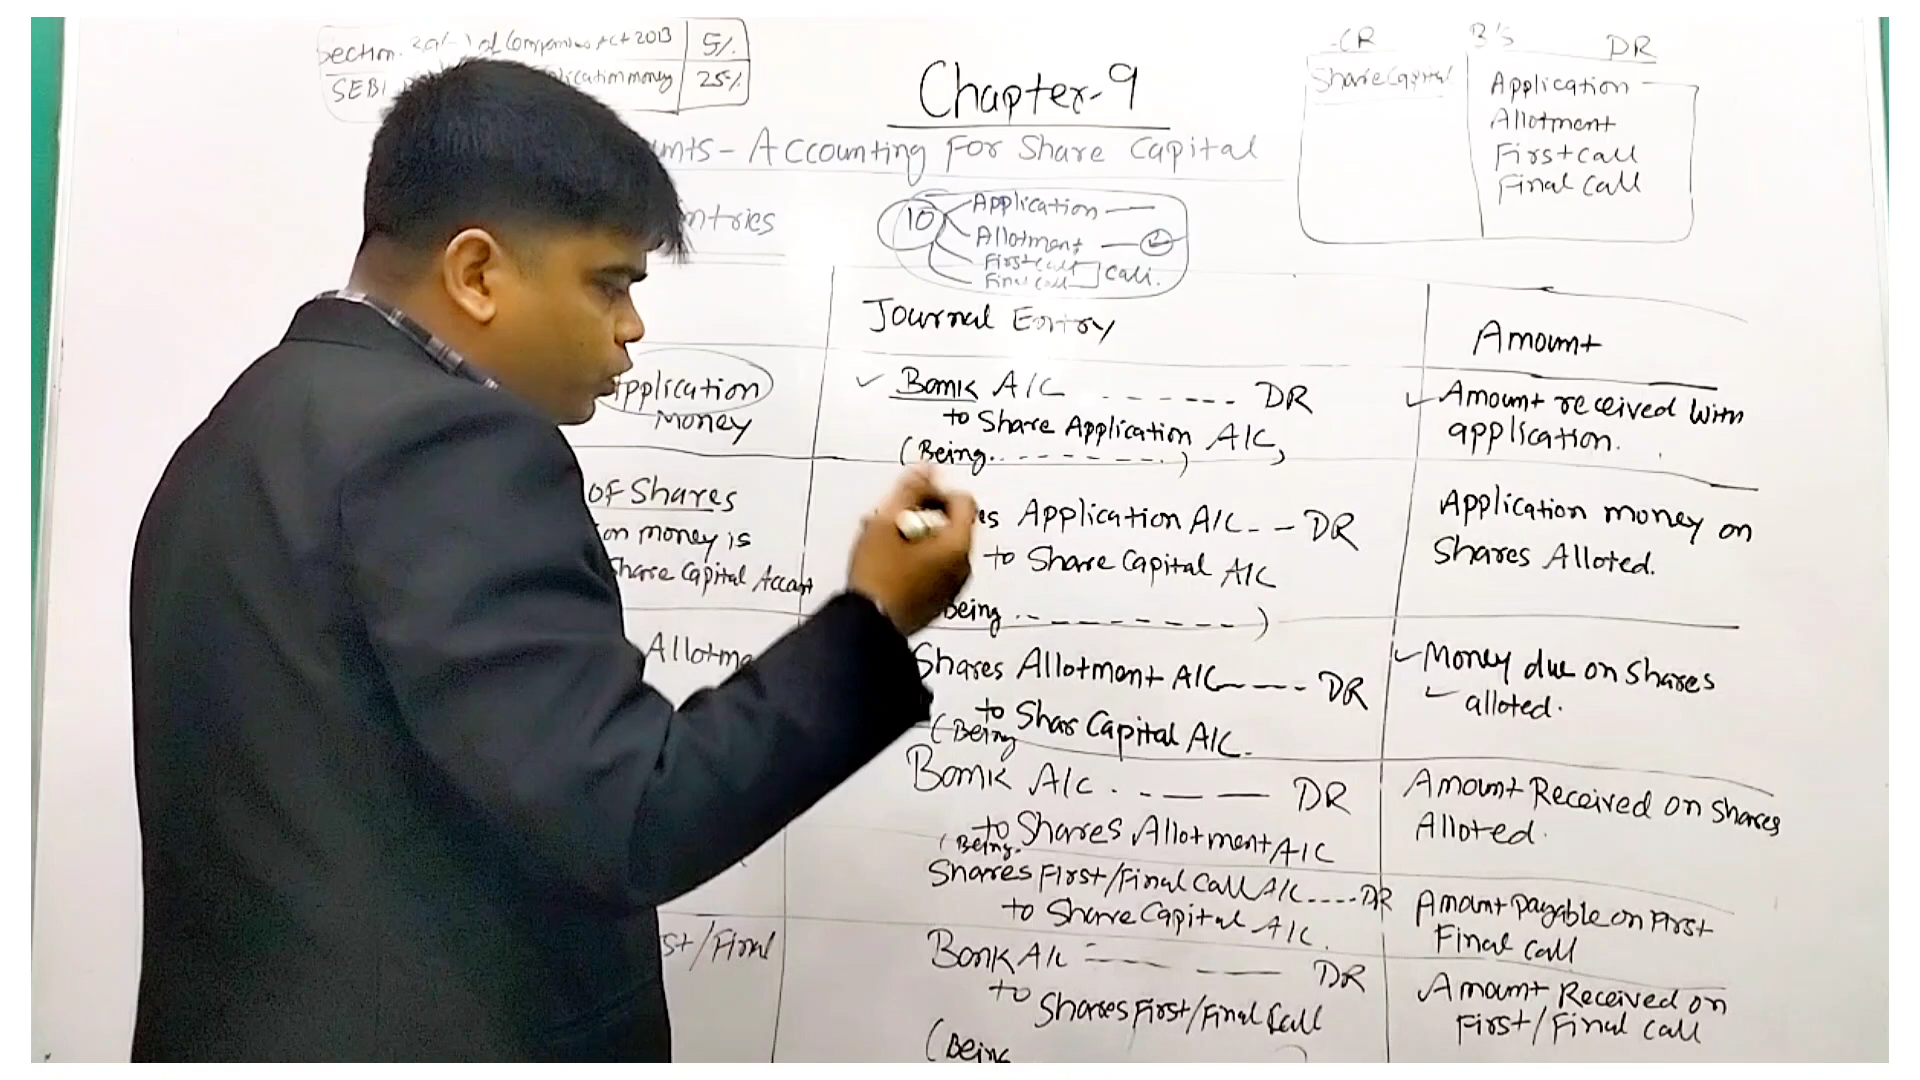 Section. of Companies Act 2013 5%
SEBI application money 25%
Chapter-9
unts - Accounting For Share Capital
ntries
10
Application
Allotment 2
First call
Final call
Call.
CR B/S DR
Share Capital
Application
Allotment
First call
Final Call
Journal Entry
Amount
Application
Money
Bank A/C ------- DR
to Share Application A/C,
(Being. - - - - - - - - - . )
Amount received With
application.
OF Shares
on money is
Share Capital Account
es Application A/C - - DR
to Share Capital A/C
Being . - - - - - - - - - - )
Application money on
Shares Alloted.
Allotme
Shares Allotment A/C - - - - DR
to Shar Capital A/C.
(Being
Money due on Shares
alloted.
Bank A/C . - — — DR
to Shares Allotment A/C
(Being.
Amount Received on Shares
Alloted.
Shares First/Final Call A/C ----- DR
to Share Capital A/C.
Amount payable on First
Final Call
st/Final
Bank A/C - - — — DR
to Shares First/Final Call
(Being )
Amount Received on
First/Final Call